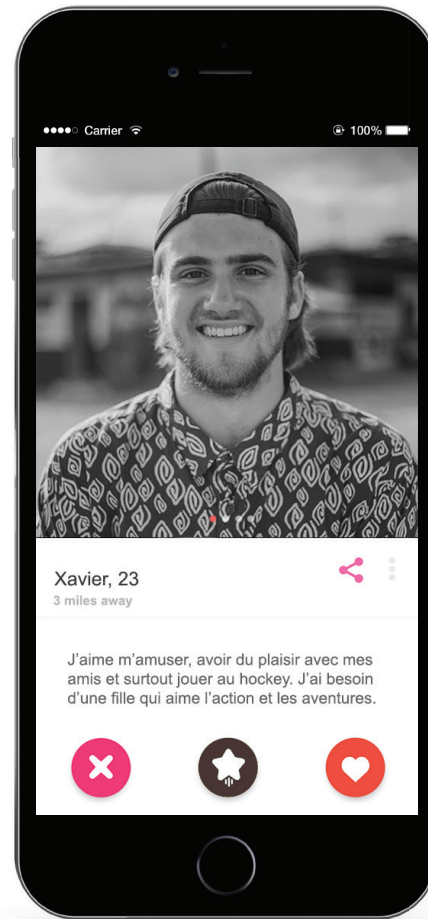 Carrier 100%
Xavier, 23
3 miles away
J’aime m’amuser, avoir du plaisir avec mes
amis et surtout jouer au hockey. J’ai besoin
d’une fille qui aime l’action et les aventures.